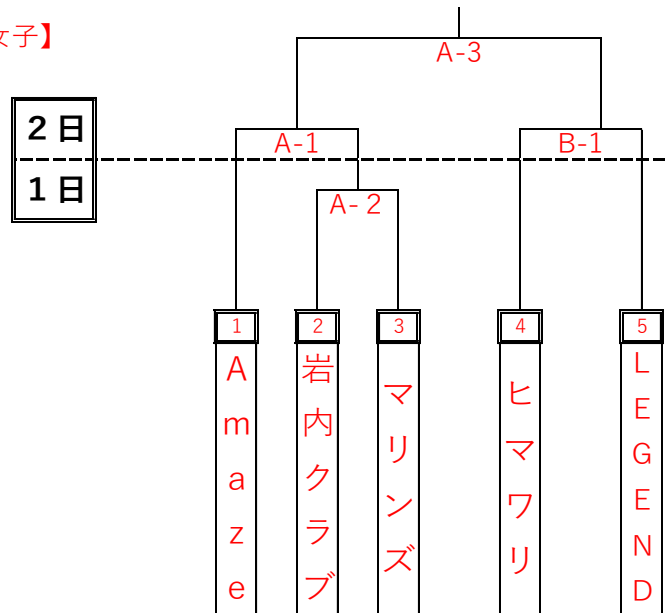 女子】
A-3
2日
A-1
B-1
1日
A-2
1
2
3
4
5
Amaze
岩内クラブ
マリンズ
ヒマワリ
LEGEND